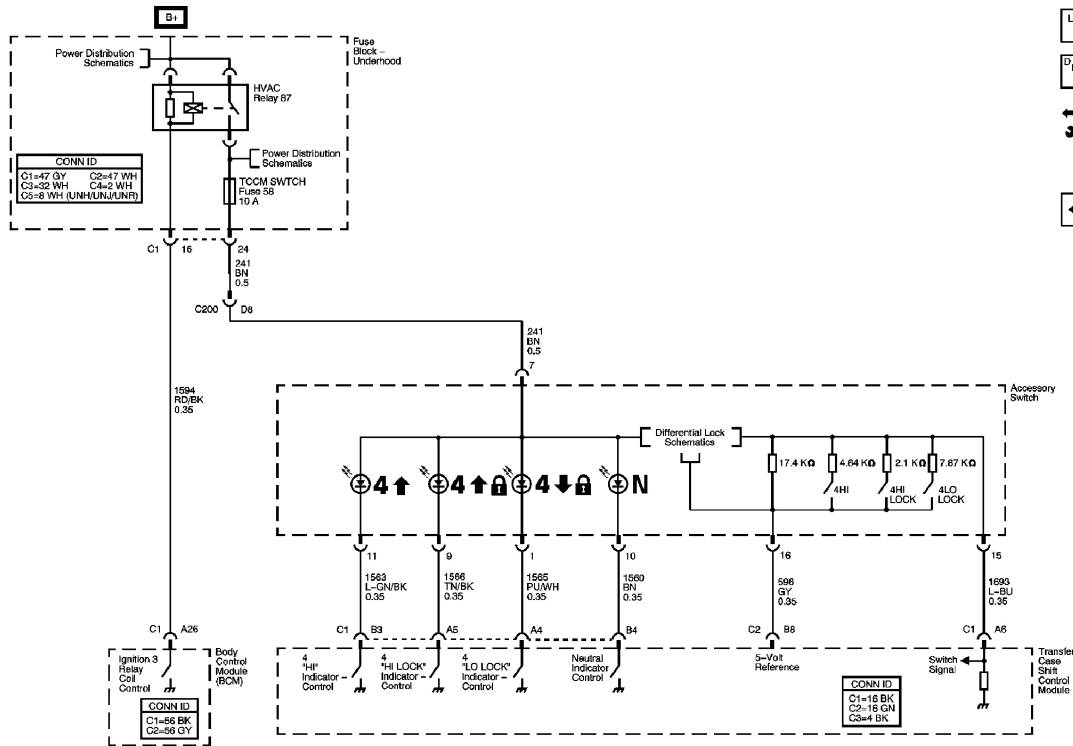 B+
Power Distribution
Schematics
Fuse
Block –
Underhood
HVAC
Relay 87
CONN ID
C1=47 GY C2=47 WH
C3=32 WH C4=2 WH
C5=8 WH (UNH/UNJ/UNR)
Power Distribution
Schematics
TCCM SWTCH
Fuse 58
10 A
C1 16 24
241
BN
0.5
C200 D8
241
BN
0.5
7
1594
RD/BK
0.35
Accessory
Switch
Differential Lock
Schematics
17.4 KΩ 4.64 KΩ 2.1 KΩ 7.87 KΩ
4HI
4HI
LOCK
4LO
LOCK
4 4 4 N
11 9 1 10 16 15
1563
L-GN/BK
0.35
1566
TN/BK
0.35
1565
PU/WH
0.35
1560
BN
0.35
596
GY
0.35
1693
L-BU
0.35
C1 A26
C1 B3 A5 A4 B4 C2 B8 C1 A6
Ignition 3
Relay
Coil
Control
Body
Control
Module
(BCM)
CONN ID
C1=56 BK
C2=56 GY
4
"HI"
Indicator
Control
4
"HI LOCK"
Indicator
Control
4
"LO LOCK"
Indicator
Control
Neutral
Indicator
Control
5–Volt
Reference
CONN ID
C1=16 BK
C2=18 GN
C3=4 BK
Switch
Signal
Transfer
Case
Shift
Control
Module